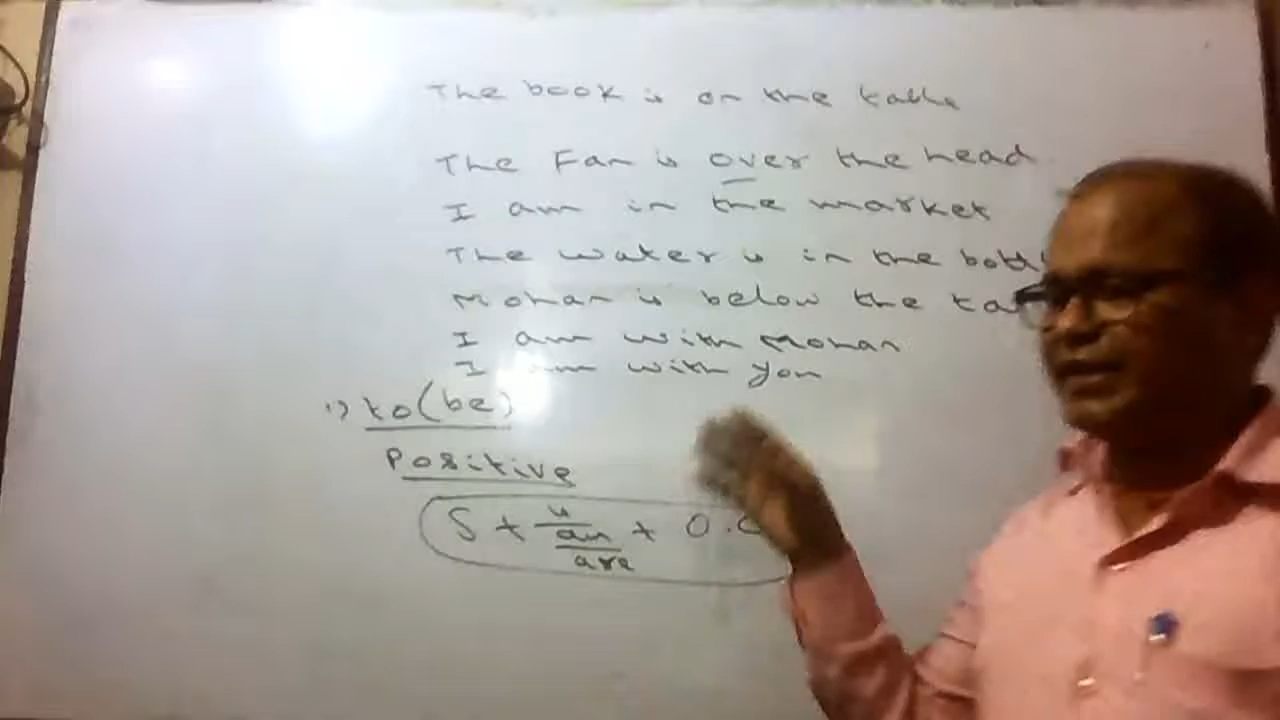 The book is on the table
The Fan is over the head
I am in the market
The water is in the
Mohan is below the
I am with Mohan
I am with you
1) to(be)
Positive
S + is + 
am
are